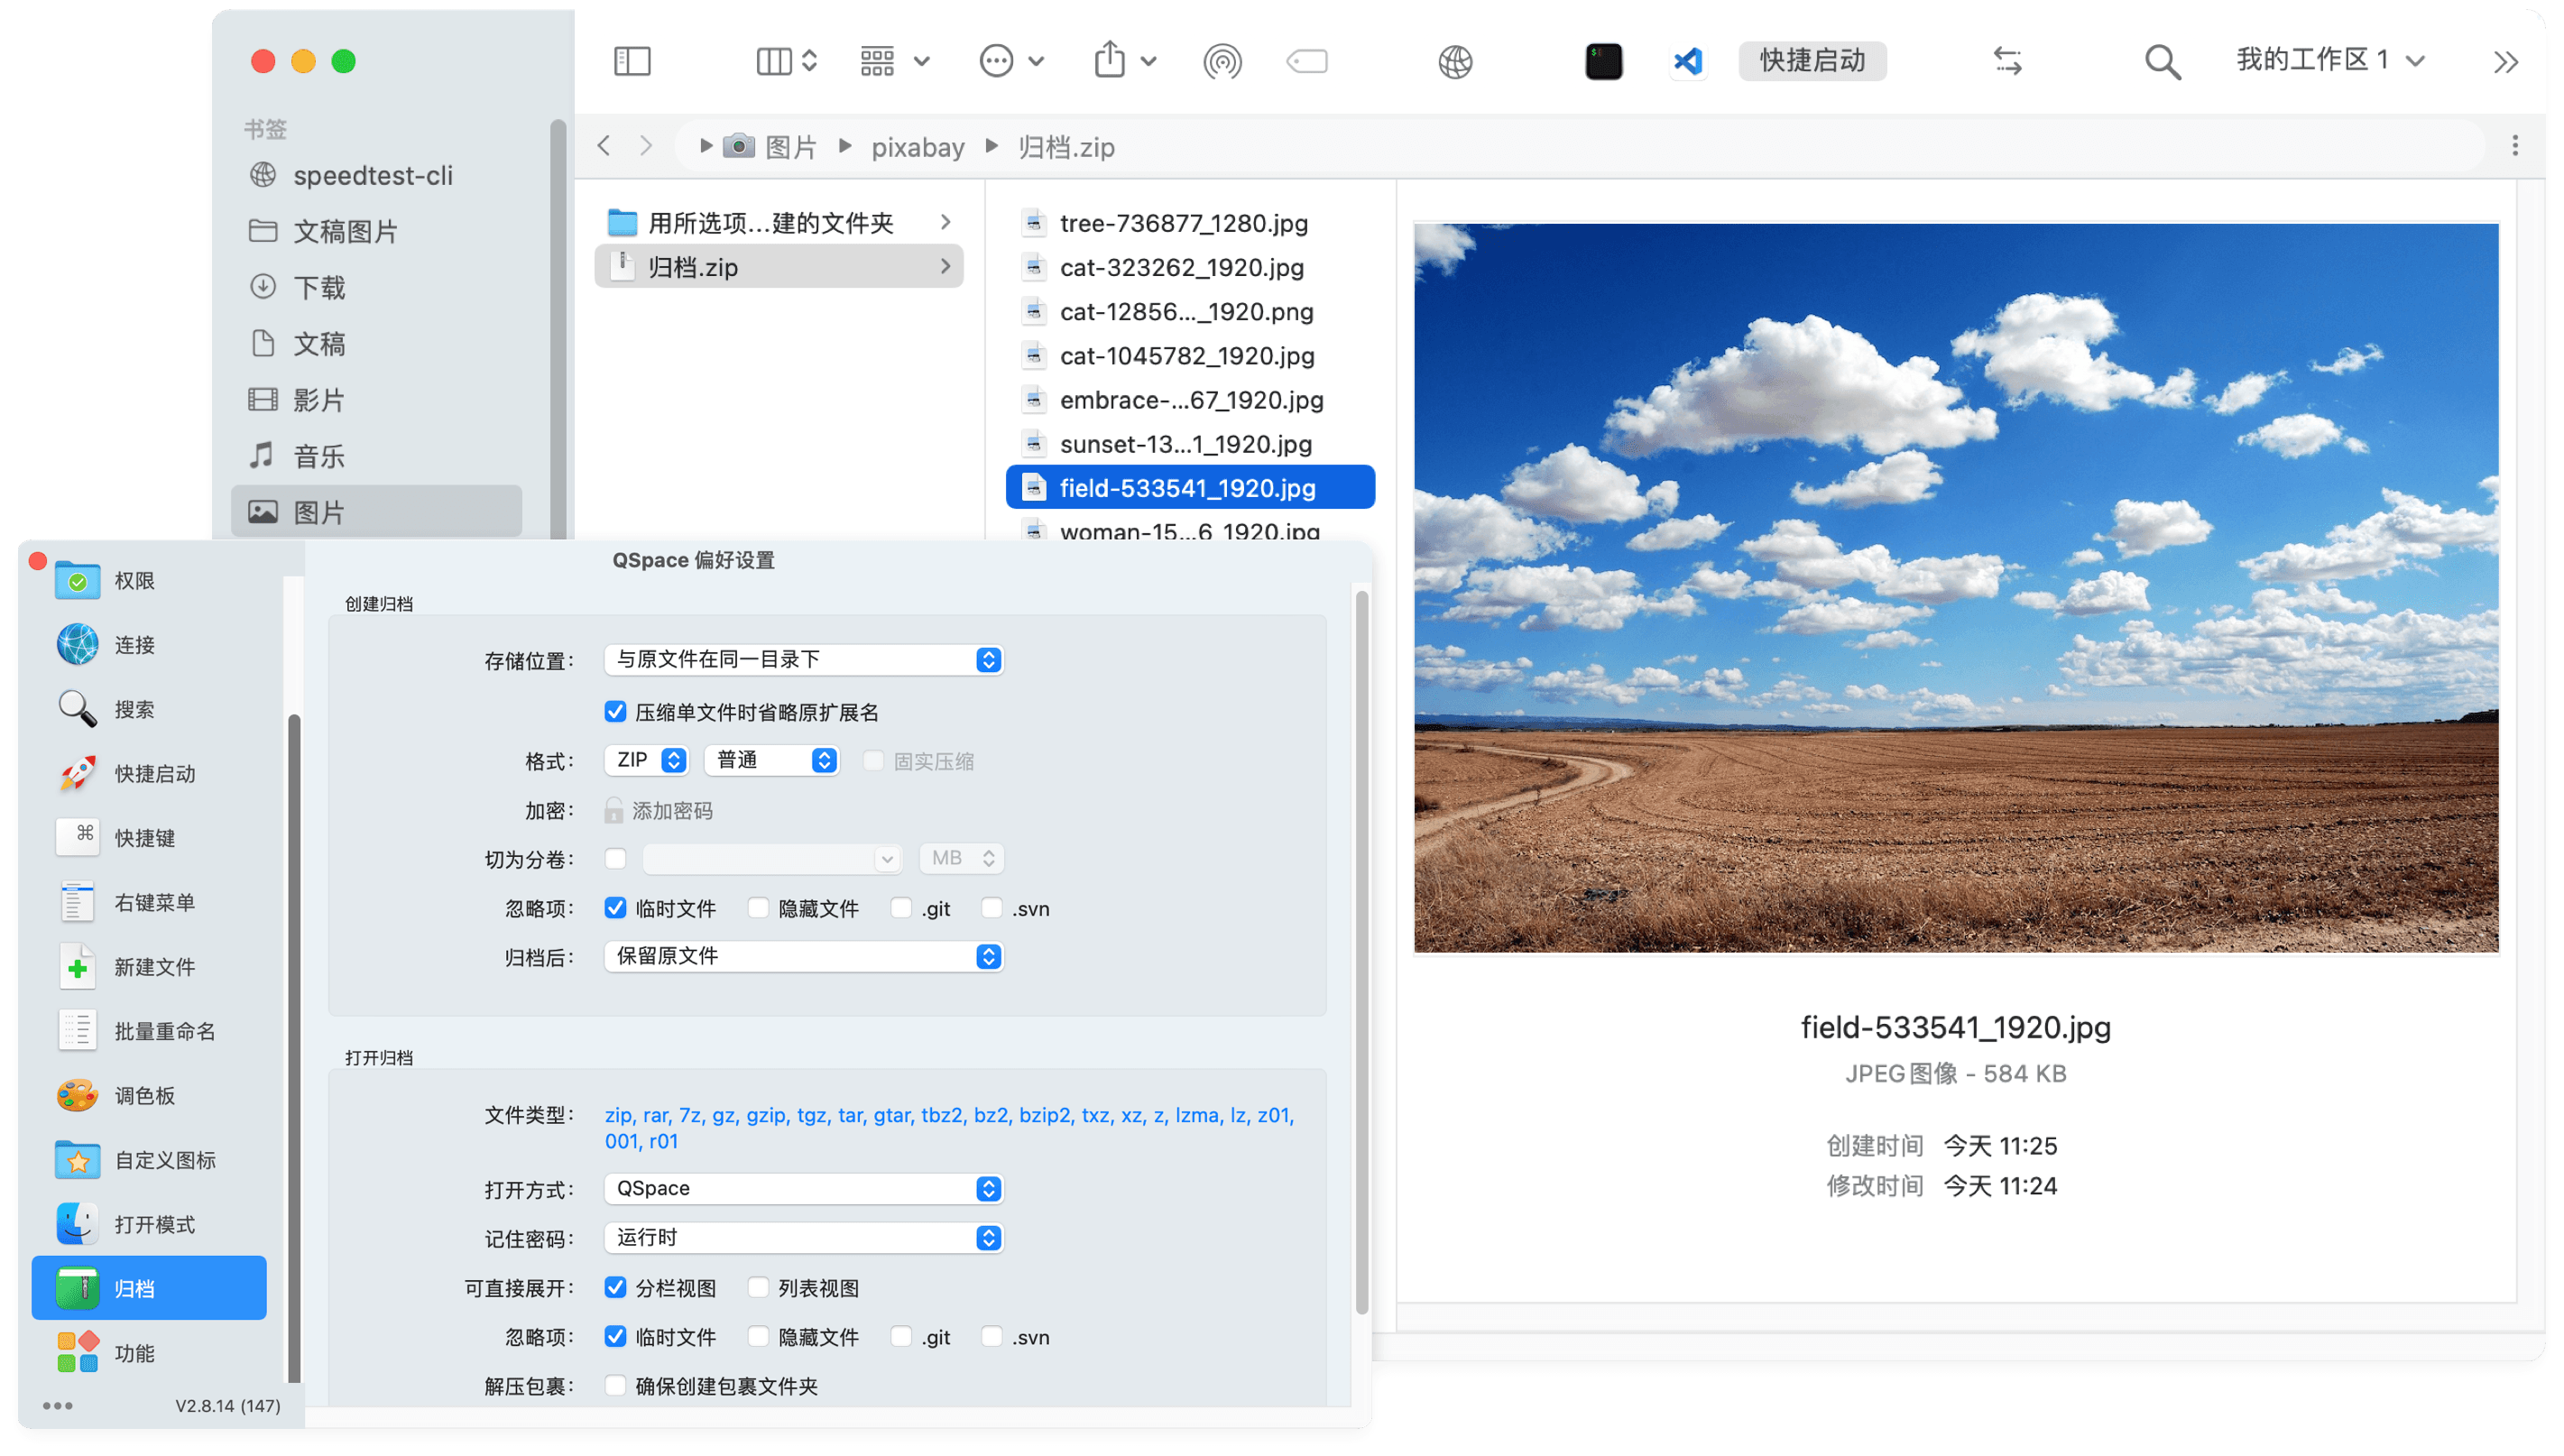 快捷启动
我的工作区 1
书签
speedtest-cli
文稿图片
下载
文稿
影片
音乐
图片
图片
pixabay
归档.zip
用所选项...建的文件夹
归档.zip
tree-736877_1280.jpg
cat-323262_1920.jpg
cat-12856..._1920.png
cat-1045782_1920.jpg
embrace-...67_1920.jpg
sunset-13...1_1920.jpg
field-533541_1920.jpg
woman-15...6_1920.jpg
field-533541_1920.jpg
JPEG图像 - 584 KB
创建时间 今天 11:25
修改时间 今天 11:24
QSpace 偏好设置
权限
连接
搜索
快捷启动
⌘
快捷键
右键菜单
新建文件
批量重命名
调色板
自定义图标
打开模式
归档
功能
V2.8.14 (147)
创建归档
存储位置： 与原文件在同一目录下
压缩单文件时省略原扩展名
格式： ZIP 普通 固实压缩
加密： 添加密码
切为分卷： MB
忽略项： 临时文件 隐藏文件 .git .svn
归档后： 保留原文件
打开归档
文件类型： zip, rar, 7z, gz, gzip, tgz, tar, gtar, tbz2, bz2, bzip2, txz, xz, z, lzma, lz, z01,
001, r01
打开方式： QSpace
记住密码： 运行时
可直接展开： 分栏视图 列表视图
忽略项： 临时文件 隐藏文件 .git .svn
解压包裹： 确保创建包裹文件夹